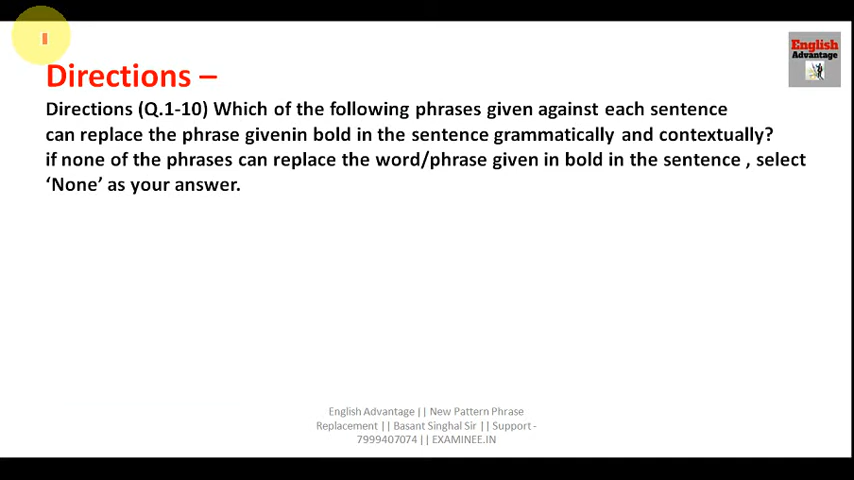 English
Advantage
Directions –
Directions (Q.1-10) Which of the following phrases given against each sentence
can replace the phrase givenin bold in the sentence grammatically and contextually?
if none of the phrases can replace the word/phrase given in bold in the sentence , select
‘None’ as your answer.
English Advantage || New Pattern Phrase
Replacement || Basant Singhal Sir || Support -
7999407074 || EXAMINEE.IN